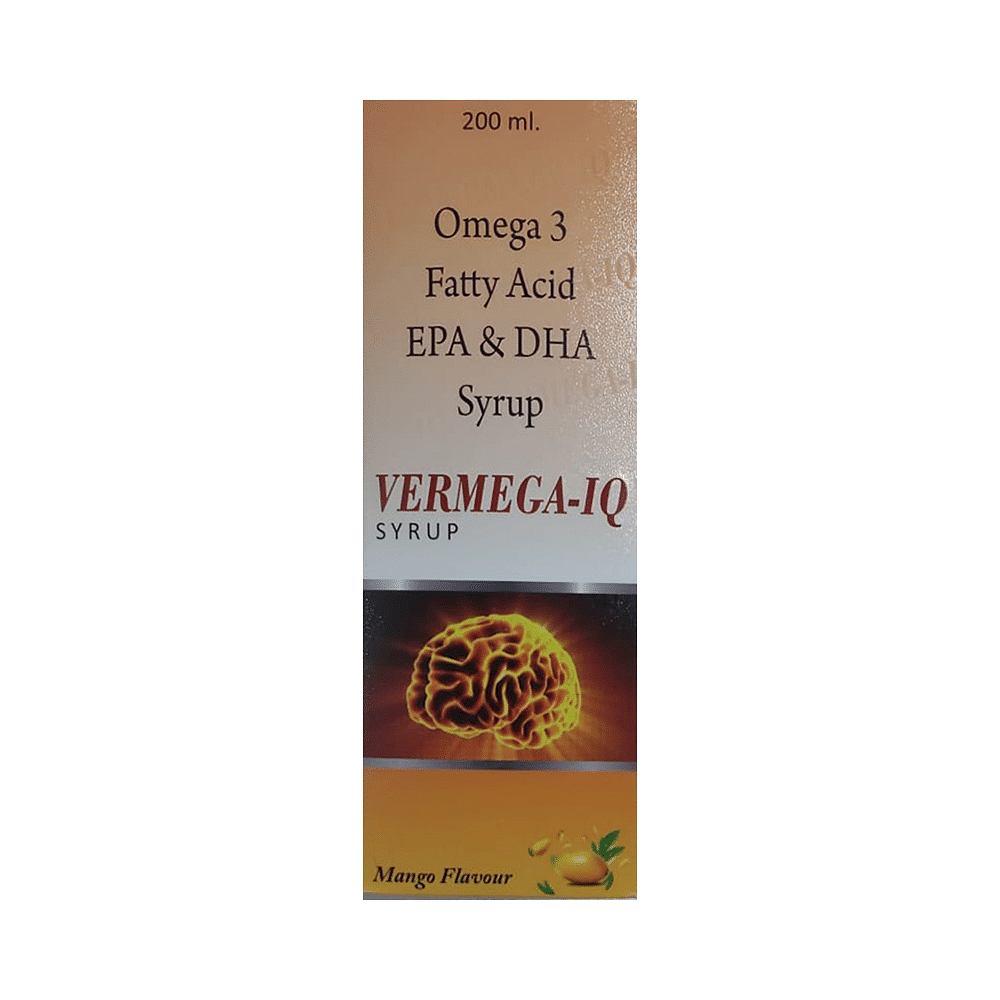 200 ml.
Omega 3
Fatty Acid
EPA & DHA
Syrup
VERMEGA-IQ
SYRUP
Mango Flavour